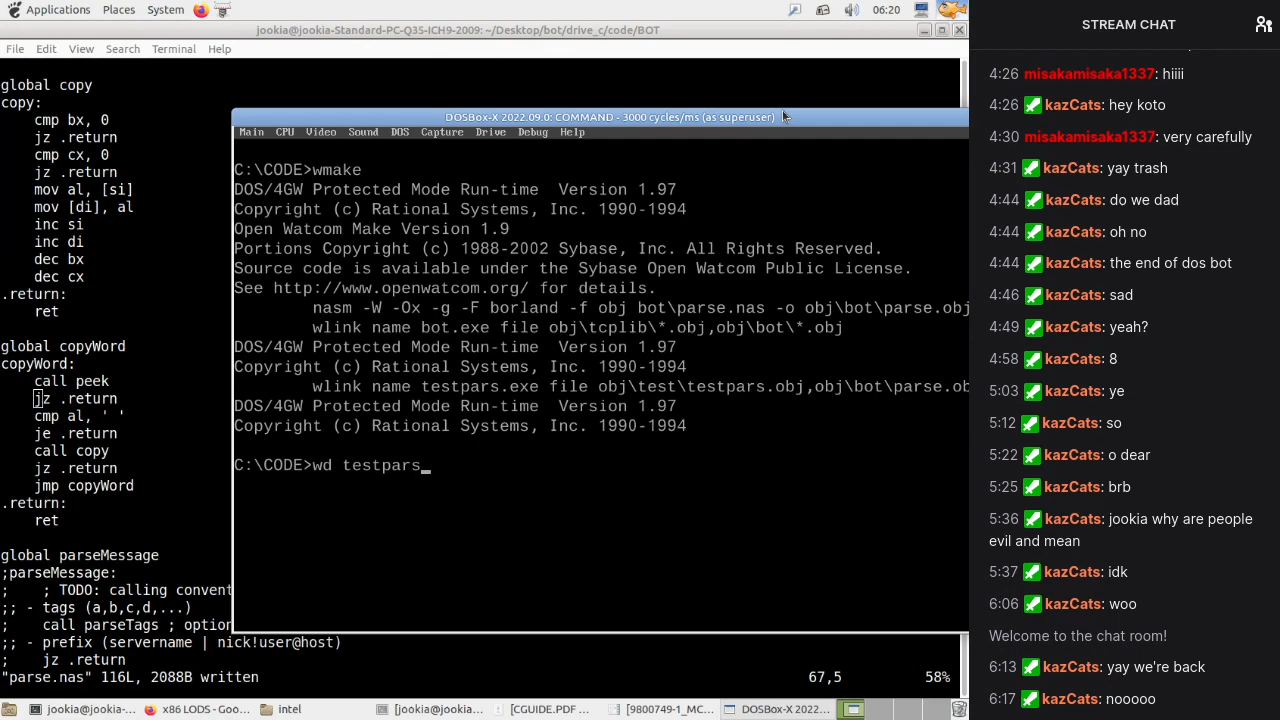 Applications Places System 06:20
jookia@jookia-Standard-PC-Q35-ICH9-2009: ~/Desktop/bot/drive_c/code/BOT
File Edit View Search Terminal Help
global copy
copy:
cmp bx, 0
jz .return
cmp cx, 0
jz .return
mov al, [si]
mov [di], al
inc si
inc di
dec bx
dec cx
.return:
ret
global copyWord
copyWord:
call peek
jz .return
cmp al, ' '
je .return
call copy
jz .return
jmp copyWord
.return:
ret
global parseMessage
;parseMessage:
; ; TODO: calling convent
;; - tags (a,b,c,d,...)
; call parseTags ; option
;; - prefix (servername | nick!user@host)
; jz .return
"parse.nas" 116L, 2088B written 67,5 58%
DOSBox-X 2022.09.0: COMMAND - 3000 cycles/ms (as superuser)
Main CPU Video Sound DOS Capture Drive Debug Help
C:\CODE>wmake
DOS/4GW Protected Mode Run-time Version 1.97
Copyright (c) Rational Systems, Inc. 1990-1994
Open Watcom Make Version 1.9
Portions Copyright (c) 1988-2002 Sybase, Inc. All Rights Reserved.
Source code is available under the Sybase Open Watcom Public License.
See http://www.openwatcom.org/ for details.
nasm -W -Ox -g -F borland -f obj bot\parse.nas -o obj\bot\parse.obj
wlink name bot.exe file obj\tcplib\*.obj,obj\bot\*.obj
DOS/4GW Protected Mode Run-time Version 1.97
Copyright (c) Rational Systems, Inc. 1990-1994
wlink name testpars.exe file obj\test\testpars.obj,obj\bot\parse.ob
DOS/4GW Protected Mode Run-time Version 1.97
Copyright (c) Rational Systems, Inc. 1990-1994
C:\CODE>wd testpars_
jookia@jookia-... x86 LODS - Goo... intel [jookia@jookia... [CGUIDE.PDF ... [9800749-1_MC... DOSBox-X 2022...
STREAM CHAT
4:26 misakamisaka1337: hiiii
4:26 kazCats: hey koto
4:30 misakamisaka1337: very carefully
4:31 kazCats: yay trash
4:44 kazCats: do we dad
4:44 kazCats: oh no
4:44 kazCats: the end of dos bot
4:46 kazCats: sad
4:49 kazCats: yeah?
4:58 kazCats: 8
5:03 kazCats: ye
5:12 kazCats: so
5:22 kazCats: o dear
5:25 kazCats: brb
5:36 kazCats: jookia why are people
evil and mean
5:37 kazCats: idk
6:06 kazCats: woo
Welcome to the chat room!
6:13 kazCats: yay we're back
6:17 kazCats: nooooo